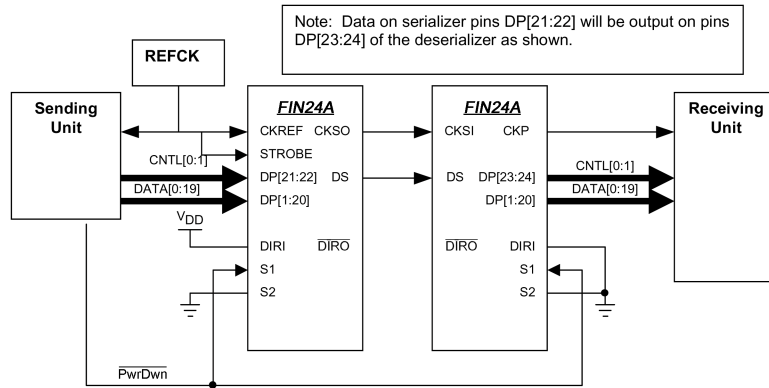 Note: Data on serializer pins DP[21:22] will be output on pins
DP[23:24] of the deserializer as shown.
REFCK
Sending
Unit
FIN24A
FIN24A
Receiving
Unit
CKREF CKSO
CKSI CKP
STROBE
CNTL[0:1]
DP[21:22] DS
DS DP[23:24]
CNTL[0:1]
DATA[0:19]
DP[1:20]
DP[1:20]
DATA[0:19]
VDD
DIRI DIRO
DIRO DIRI
S1
S1
S2
S2
PwrDwn